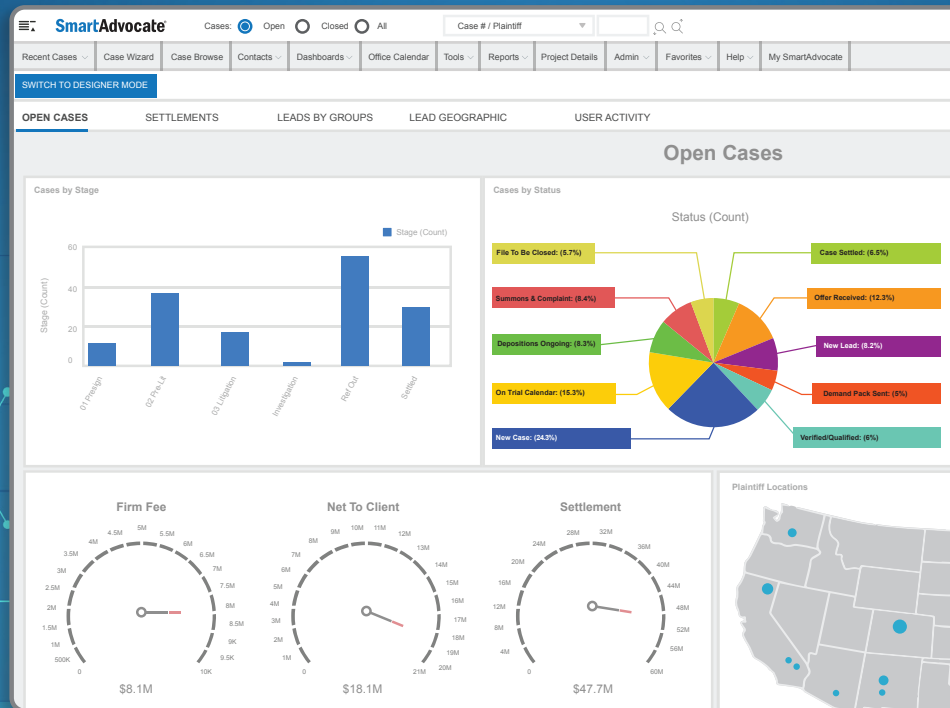 SmartAdvocate
Cases: Open Closed All
Case # / Plaintiff
Recent Cases Case Wizard Case Browse Contacts Dashboards Office Calendar Tools Reports Project Details Admin Favorites Help My SmartAdvocate
SWITCH TO DESIGNER MODE
OPEN CASES SETTLEMENTS LEADS BY GROUPS LEAD GEOGRAPHIC USER ACTIVITY
Open Cases
Cases by Stage
Stage (Count)
60
40
20
0
Stage (Count)
01 Presign
02 Pre-Lit
03 Litigation
Investigation
Ref Out
Settled
Cases by Status
Status (Count)
File To Be Closed: (5.7%)
Case Settled: (6.5%)
Summons & Complaint: (8.4%)
Offer Received: (12.3%)
Depositions Ongoing: (8.3%)
New Lead: (8.2%)
On Trial Calendar: (15.3%)
Demand Pack Sent: (5%)
New Case: (24.3%)
Verified/Qualified: (6%)
Firm Fee
0
500K
1M
1.5M
2M
2.5M
3M
3.5M
4M
4.5M
5M
5.5M
6M
6.5M
7M
7.5M
8M
8.5M
9K
9.5K
10K
$8.1M
Net To Client
0
1M
2M
3M
4M
5M
6M
7M
8M
9M
10M
11M
12M
13M
14M
15M
16M
17M
18M
19M
20M
21M
$18.1M
Settlement
0
4M
8M
12M
16M
20M
24M
28M
32M
36M
40M
44M
48M
52M
56M
60M
$47.7M
Plaintiff Locations